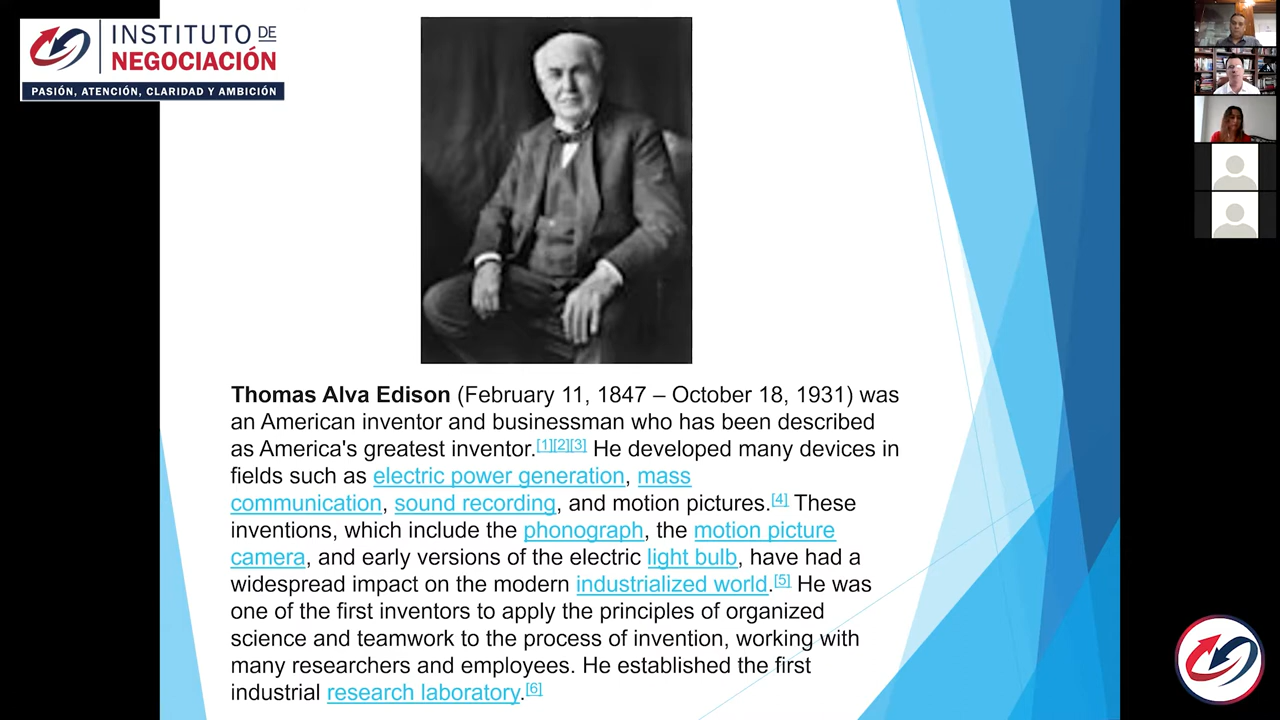 INSTITUTO DE
NEGOCIACIÓN
PASIÓN, ATENCIÓN, CLARIDAD Y AMBICIÓN
Thomas Alva Edison (February 11, 1847 – October 18, 1931) was
an American inventor and businessman who has been described
as America's greatest inventor.[1][2][3] He developed many devices in
fields such as electric power generation, mass
communication, sound recording, and motion pictures.[4] These
inventions, which include the phonograph, the motion picture
camera, and early versions of the electric light bulb, have had a
widespread impact on the modern industrialized world.[5] He was
one of the first inventors to apply the principles of organized
science and teamwork to the process of invention, working with
many researchers and employees. He established the first
industrial research laboratory.[6]